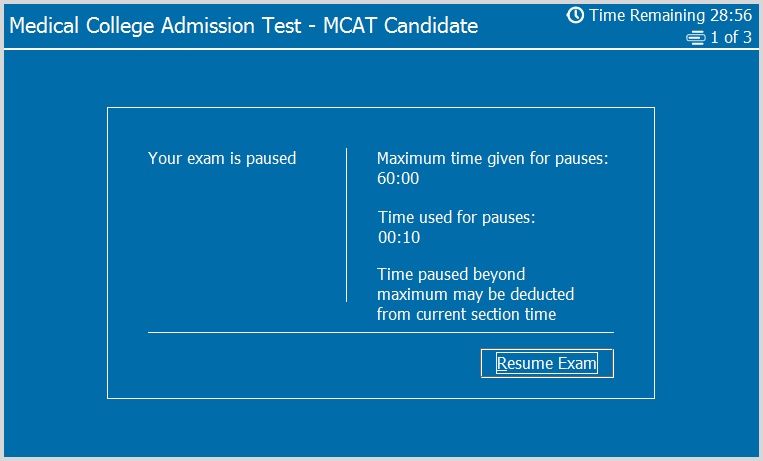 Medical College Admission Test - MCAT Candidate
Time Remaining 28:56
1 of 3
Your exam is paused
Maximum time given for pauses:
60:00
Time used for pauses:
00:10
Time paused beyond
maximum may be deducted
from current section time
Resume Exam